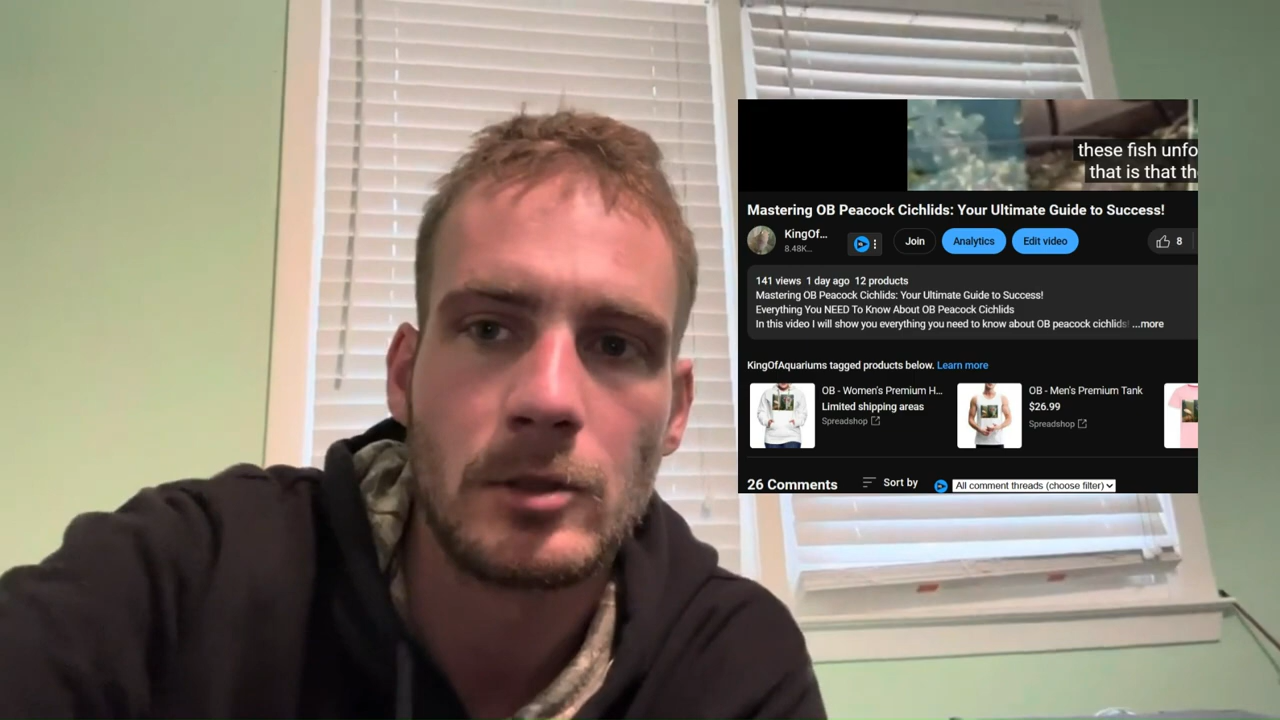 these fish unfo
that is that th
Mastering OB Peacock Cichlids: Your Ultimate Guide to Success!
KingOf...
8.48K...
Join
Analytics
Edit video
8
141 views 1 day ago 12 products
Mastering OB Peacock Cichlids: Your Ultimate Guide to Success!
Everything You NEED To Know About OB Peacock Cichlids
In this video I will show you everything you need to know about OB peacock cichlids! ...more
KingOfAquariums tagged products below. Learn more
OB - Women's Premium H...
Limited shipping areas
Spreadshop
OB - Men's Premium Tank
$26.99
Spreadshop
26 Comments
Sort by
All comment threads (choose filter)